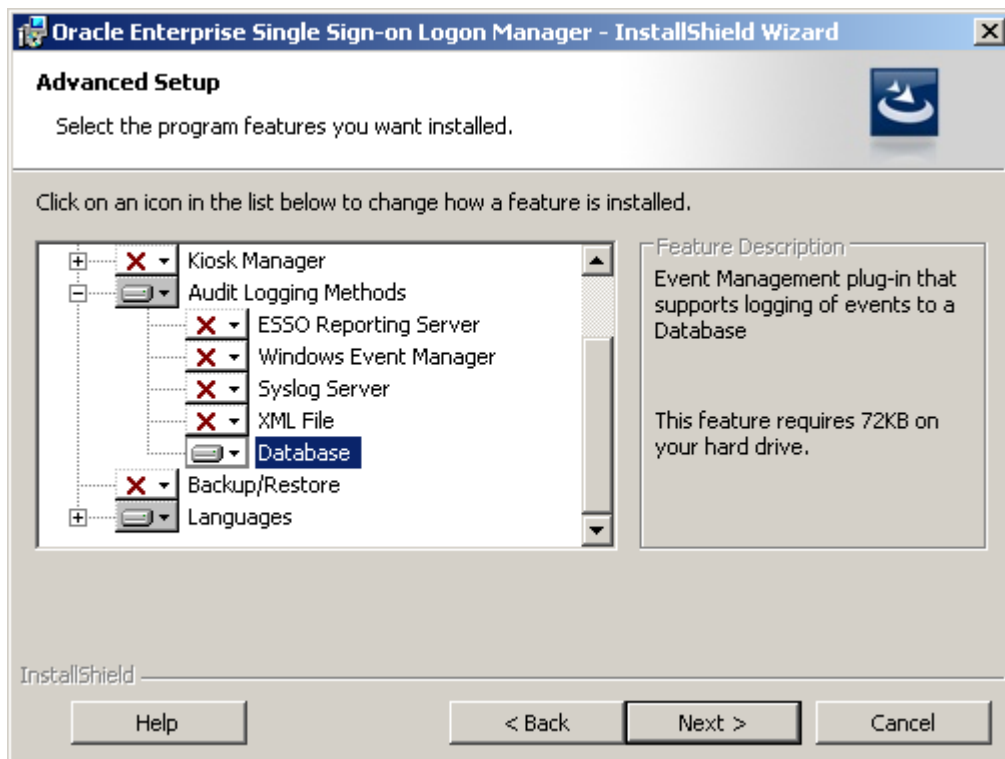 Oracle Enterprise Single Sign-on Logon Manager - InstallShield Wizard
Advanced Setup
Select the program features you want installed.
Click on an icon in the list below to change how a feature is installed.
Kiosk Manager
Audit Logging Methods
ESSO Reporting Server
Windows Event Manager
Syslog Server
XML File
Database
Backup/Restore
Languages
Feature Description
Event Management plug-in that
supports logging of events to a
Database
This feature requires 72KB on
your hard drive.
InstallShield
Help
< Back
Next >
Cancel